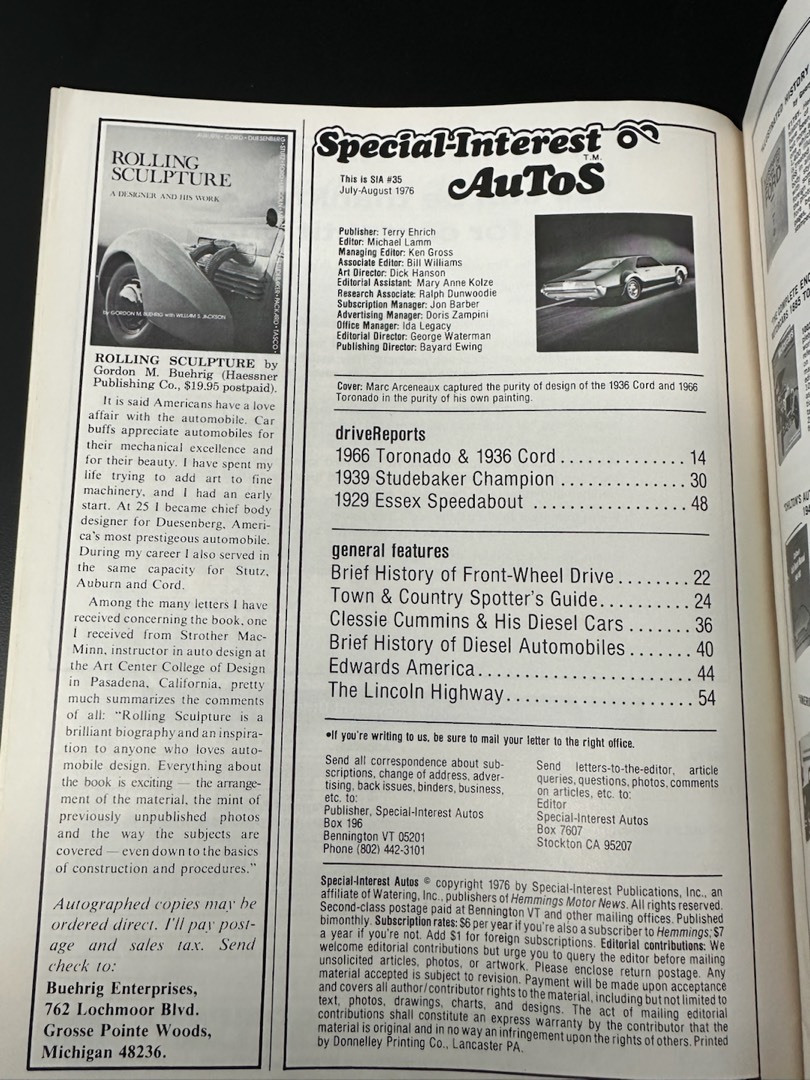 AUBURN • CORD • DUESENBERG
ROLLING
SCULPTURE
A DESIGNER AND HIS WORK
by GORDON M. BUEHRIG with WILLIAM S. JACKSON
ROLLING SCULPTURE by
Gordon M. Buehrig (Haessner
Publishing Co., $19.95 postpaid).
It is said Americans have a love
affair with the automobile. Car
buffs appreciate automobiles for
their mechanical excellence and
for their beauty. I have spent my
life trying to add art to fine
machinery, and I had an early
start. At 25 I became chief body
designer for Duesenberg, Ameri-
ca's most prestigeous automobile.
During my career I also served in
the same capacity for Stutz,
Auburn and Cord.
Among the many letters I have
received concerning the book, one
I received from Strother Mac-
Minn, instructor in auto design at
the Art Center College of Design
in Pasadena, California, pretty
much summarizes the comments
of all: "Rolling Sculpture is a
brilliant biography and an inspira-
tion to anyone who loves auto-
mobile design. Everything about
the book is exciting — the arrange-
ment of the material, the mint of
previously unpublished photos
and the way the subjects are
covered — even down to the basics
of construction and procedures."
Autographed copies may be
ordered direct. I'll pay post-
age and sales tax. Send
check to:
Buehrig Enterprises,
762 Lochmoor Blvd.
Grosse Pointe Woods,
Michigan 48236.
Special-Interest
AuToS
T.M.
This is SIA #35
July-August 1976
Publisher: Terry Ehrich
Editor: Michael Lamm
Managing Editor: Ken Gross
Associate Editor: Bill Williams
Art Director: Dick Hanson
Editorial Assistant: Mary Anne Kolze
Research Associate: Ralph Dunwoodie
Subscription Manager: Jon Barber
Advertising Manager: Doris Zampini
Office Manager: Ida Legacy
Editorial Director: George Waterman
Publishing Director: Bayard Ewing
Cover: Marc Arceneaux captured the purity of design of the 1936 Cord and 1966
Toronado in the purity of his own painting.
driveReports
1966 Toronado & 1936 Cord .............. 14
1939 Studebaker Champion .............. 30
1929 Essex Speedabout ................. 48
general features
Brief History of Front-Wheel Drive ........ 22
Town & Country Spotter's Guide .......... 24
Clessie Cummins & His Diesel Cars ....... 36
Brief History of Diesel Automobiles ....... 40
Edwards America ....................... 44
The Lincoln Highway .................... 54
•If you're writing to us, be sure to mail your letter to the right office.
Send all correspondence about sub-
scriptions, change of address, adver-
tising, back issues, binders, business,
etc. to:
Publisher, Special-Interest Autos
Box 196
Bennington VT 05201
Phone (802) 442-3101
Send letters-to-the-editor, article
queries, questions, photos, comments
on articles, etc. to:
Editor
Special-Interest Autos
Box 7607
Stockton CA 95207
Special-Interest Autos © copyright 1976 by Special-Interest Publications, Inc., an
affiliate of Watering, Inc., publishers of Hemmings Motor News. All rights reserved.
Second-class postage paid at Bennington VT and other mailing offices. Published
bimonthly. Subscription rates: $6 per year if you're also a subscriber to Hemmings; $7
a year if you're not. Add $1 for foreign subscriptions. Editorial contributions: We
welcome editorial contributions but urge you to query the editor before mailing
unsolicited articles, photos, or artwork. Please enclose return postage. Any
material accepted is subject to revision. Payment will be made upon acceptance
and covers all author/contributor rights to the material, including but not limited to
text, photos, drawings, charts, and designs. The act of mailing editorial
contributions shall constitute an express warranty by the contributor that the
material is original and in no way an infringement upon the rights of others. Printed
by Donnelley Printing Co., Lancaster PA.
ILLUSTRATED HISTORY